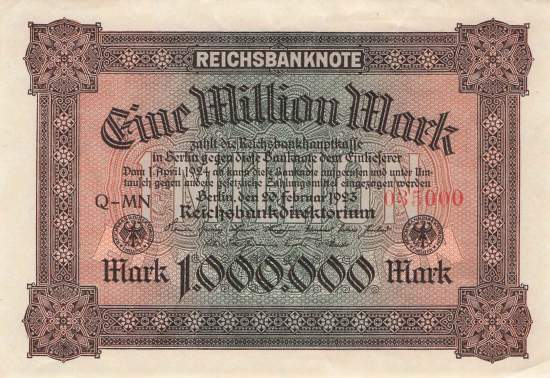 REICHSBANKNOTE
Eine Million Mark
zahlt die Reichsbankhauptkasse
in Berlin gegen diese Banknote dem Einlieferer
Vom 1. April 1924 ab kann diese Banknote aufgerufen und unter Um-
tausch gegen andere gesetzliche Zahlungsmittel eingezogen werden
Berlin, den 20. Februar 1923
Q-MN 085000
Reichsbankdirektorium
Mark 1.000.000 Mark